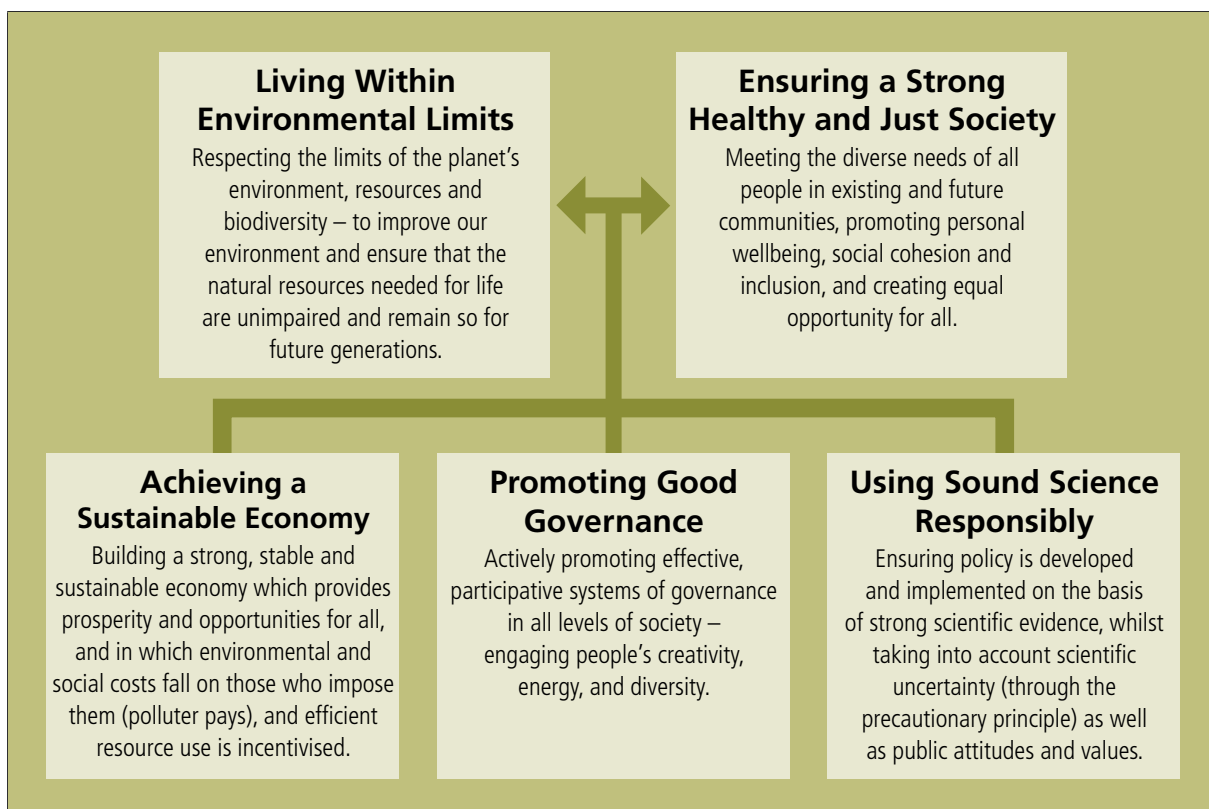 Living Within
Environmental Limits
Respecting the limits of the planet’s
environment, resources and
biodiversity – to improve our
environment and ensure that the
natural resources needed for life
are unimpaired and remain so for
future generations.
Ensuring a Strong
Healthy and Just Society
Meeting the diverse needs of all
people in existing and future
communities, promoting personal
wellbeing, social cohesion and
inclusion, and creating equal
opportunity for all.
Achieving a
Sustainable Economy
Building a strong, stable and
sustainable economy which provides
prosperity and opportunities for all,
and in which environmental and
social costs fall on those who impose
them (polluter pays), and efficient
resource use is incentivised.
Promoting Good
Governance
Actively promoting effective,
participative systems of governance
in all levels of society –
engaging people’s creativity,
energy, and diversity.
Using Sound Science
Responsibly
Ensuring policy is developed
and implemented on the basis
of strong scientific evidence, whilst
taking into account scientific
uncertainty (through the
precautionary principle) as well
as public attitudes and values.